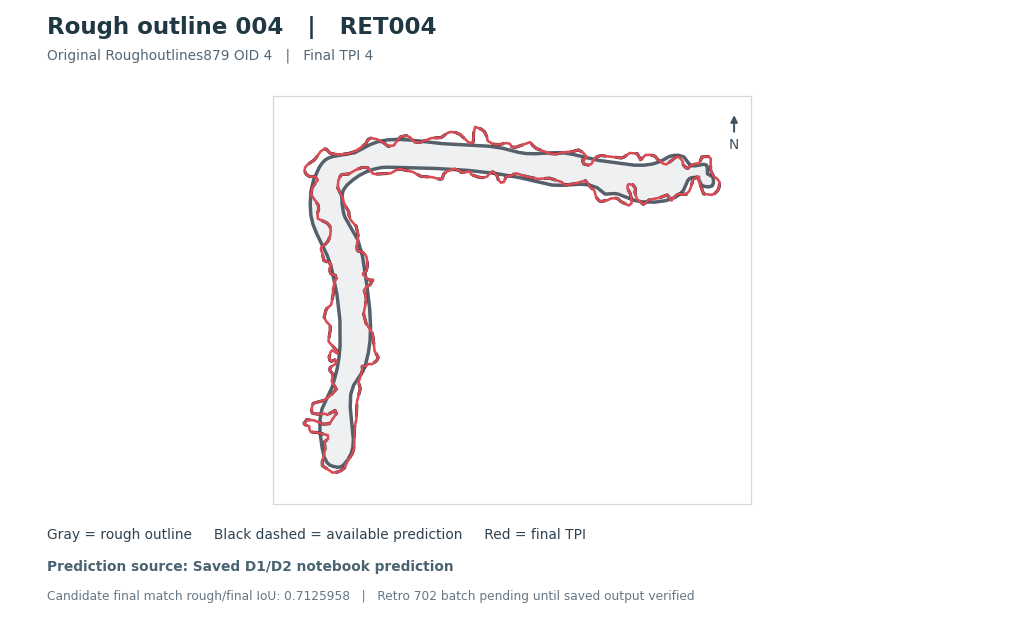 Rough outline 004   |   RET004
Original Roughoutlines879 OID 4   |   Final TPI 4
N
Gray = rough outline     Black dashed = available prediction     Red = final TPI
Prediction source: Saved D1/D2 notebook prediction
Candidate final match rough/final IoU: 0.7125958   |   Retro 702 batch pending until saved output verified